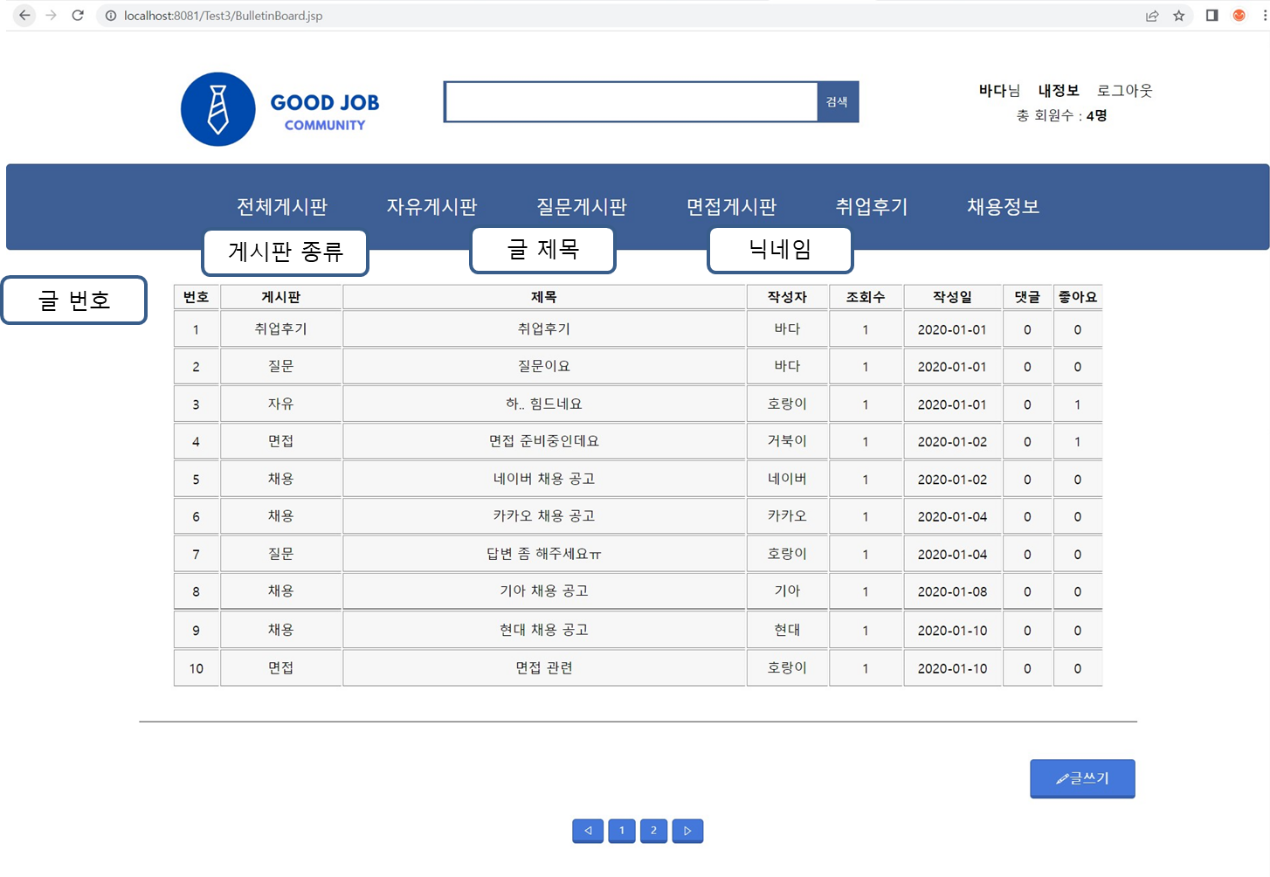 localhost:8081/Test3/BulletinBoard.jsp
GOOD JOB
COMMUNITY
검색
바다님 내정보 로그아웃
총 회원수 : 4명
전체게시판 자유게시판 질문게시판 면접게시판 취업후기 채용정보
게시판 종류 글 제목 닉네임
글 번호
번호 게시판 제목 작성자 조회수 작성일 댓글 좋아요
1 취업후기 취업후기 바다 1 2020-01-01 0 0
2 질문 질문이요 바다 1 2020-01-01 0 0
3 자유 하.. 힘드네요 호랑이 1 2020-01-01 0 1
4 면접 면접 준비중인데요 거북이 1 2020-01-02 0 1
5 채용 네이버 채용 공고 네이버 1 2020-01-02 0 0
6 채용 카카오 채용 공고 카카오 1 2020-01-04 0 0
7 질문 답변 좀 해주세요ㅠ 호랑이 1 2020-01-04 0 0
8 채용 기아 채용 공고 기아 1 2020-01-08 0 0
9 채용 현대 채용 공고 현대 1 2020-01-10 0 0
10 면접 면접 관련 호랑이 1 2020-01-10 0 0
글쓰기
1 2